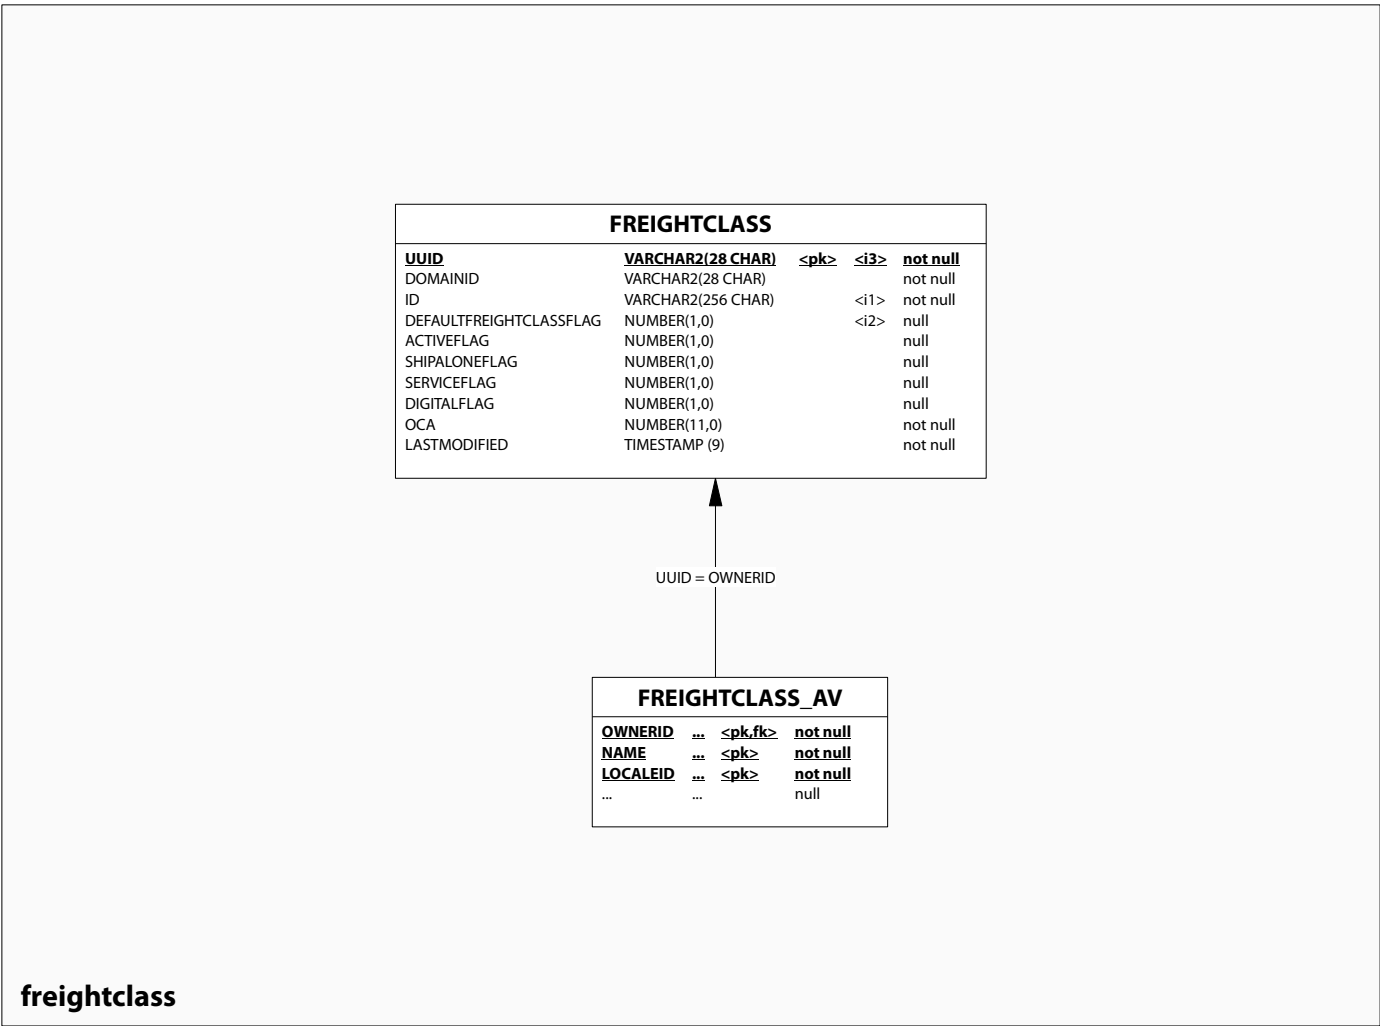 FREIGHTCLASS
UUID VARCHAR2(28 CHAR) <pk> <i3> not null
DOMAINID VARCHAR2(28 CHAR) not null
ID VARCHAR2(256 CHAR) <i1> not null
DEFAULTFREIGHTCLASSFLAG NUMBER(1,0) <i2> null
ACTIVEFLAG NUMBER(1,0) null
SHIPALONEFLAG NUMBER(1,0) null
SERVICEFLAG NUMBER(1,0) null
DIGITALFLAG NUMBER(1,0) null
OCA NUMBER(11,0) not null
LASTMODIFIED TIMESTAMP (9) not null
UUID = OWNERID
FREIGHTCLASS_AV
OWNERID ... <pk,fk> not null
NAME ... <pk> not null
LOCALEID ... <pk> not null
... ... null
freightclass